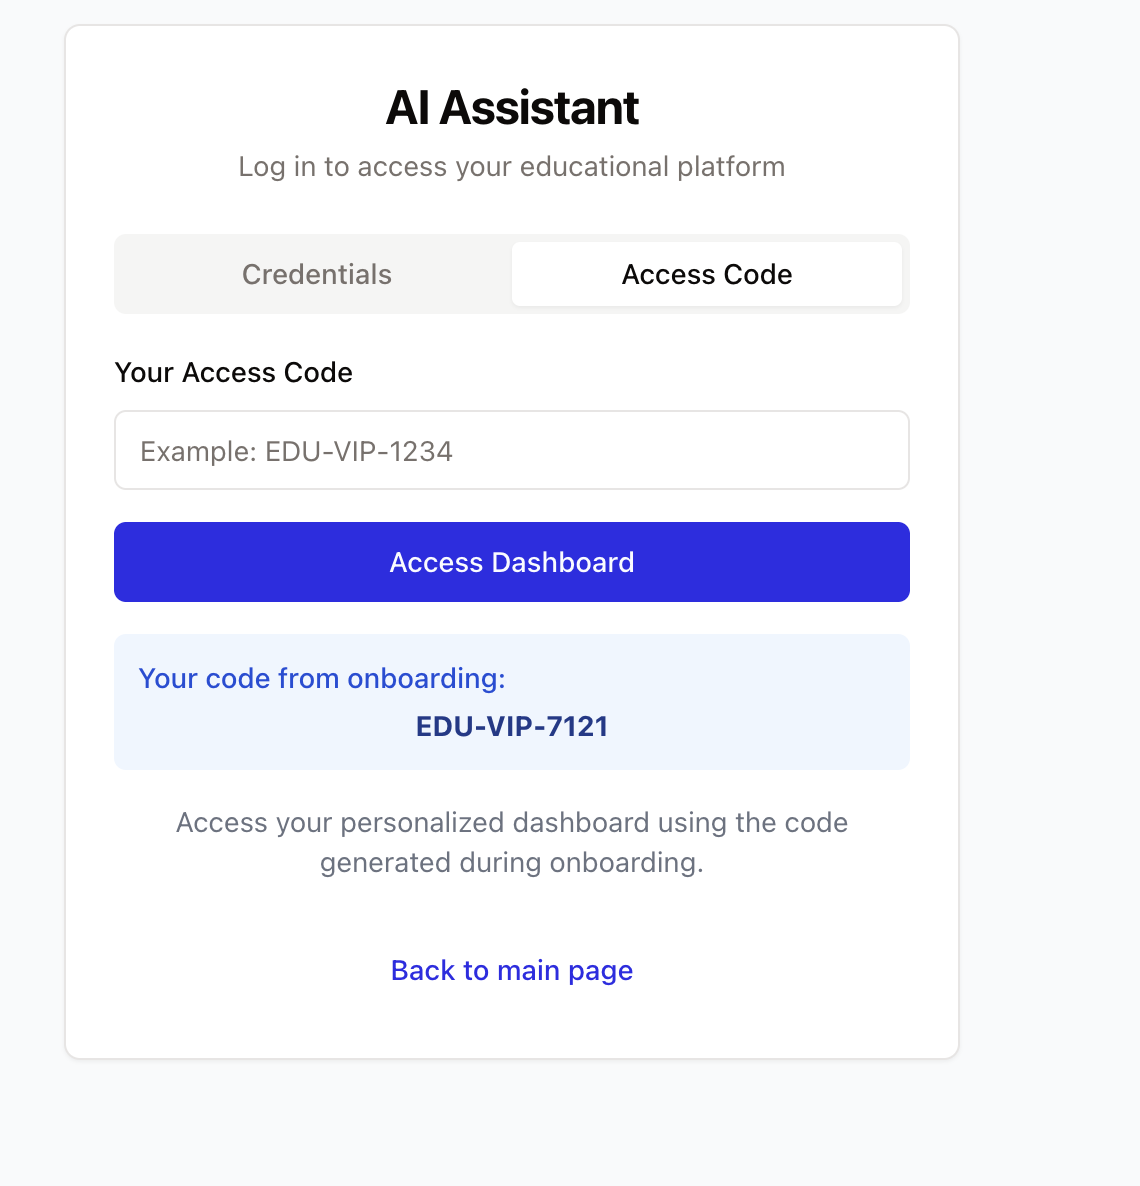 AI Assistant
Log in to access your educational platform
Credentials
Access Code
Your Access Code
Example: EDU-VIP-1234
Access Dashboard
Your code from onboarding:
EDU-VIP-7121
Access your personalized dashboard using the code
generated during onboarding.
Back to main page